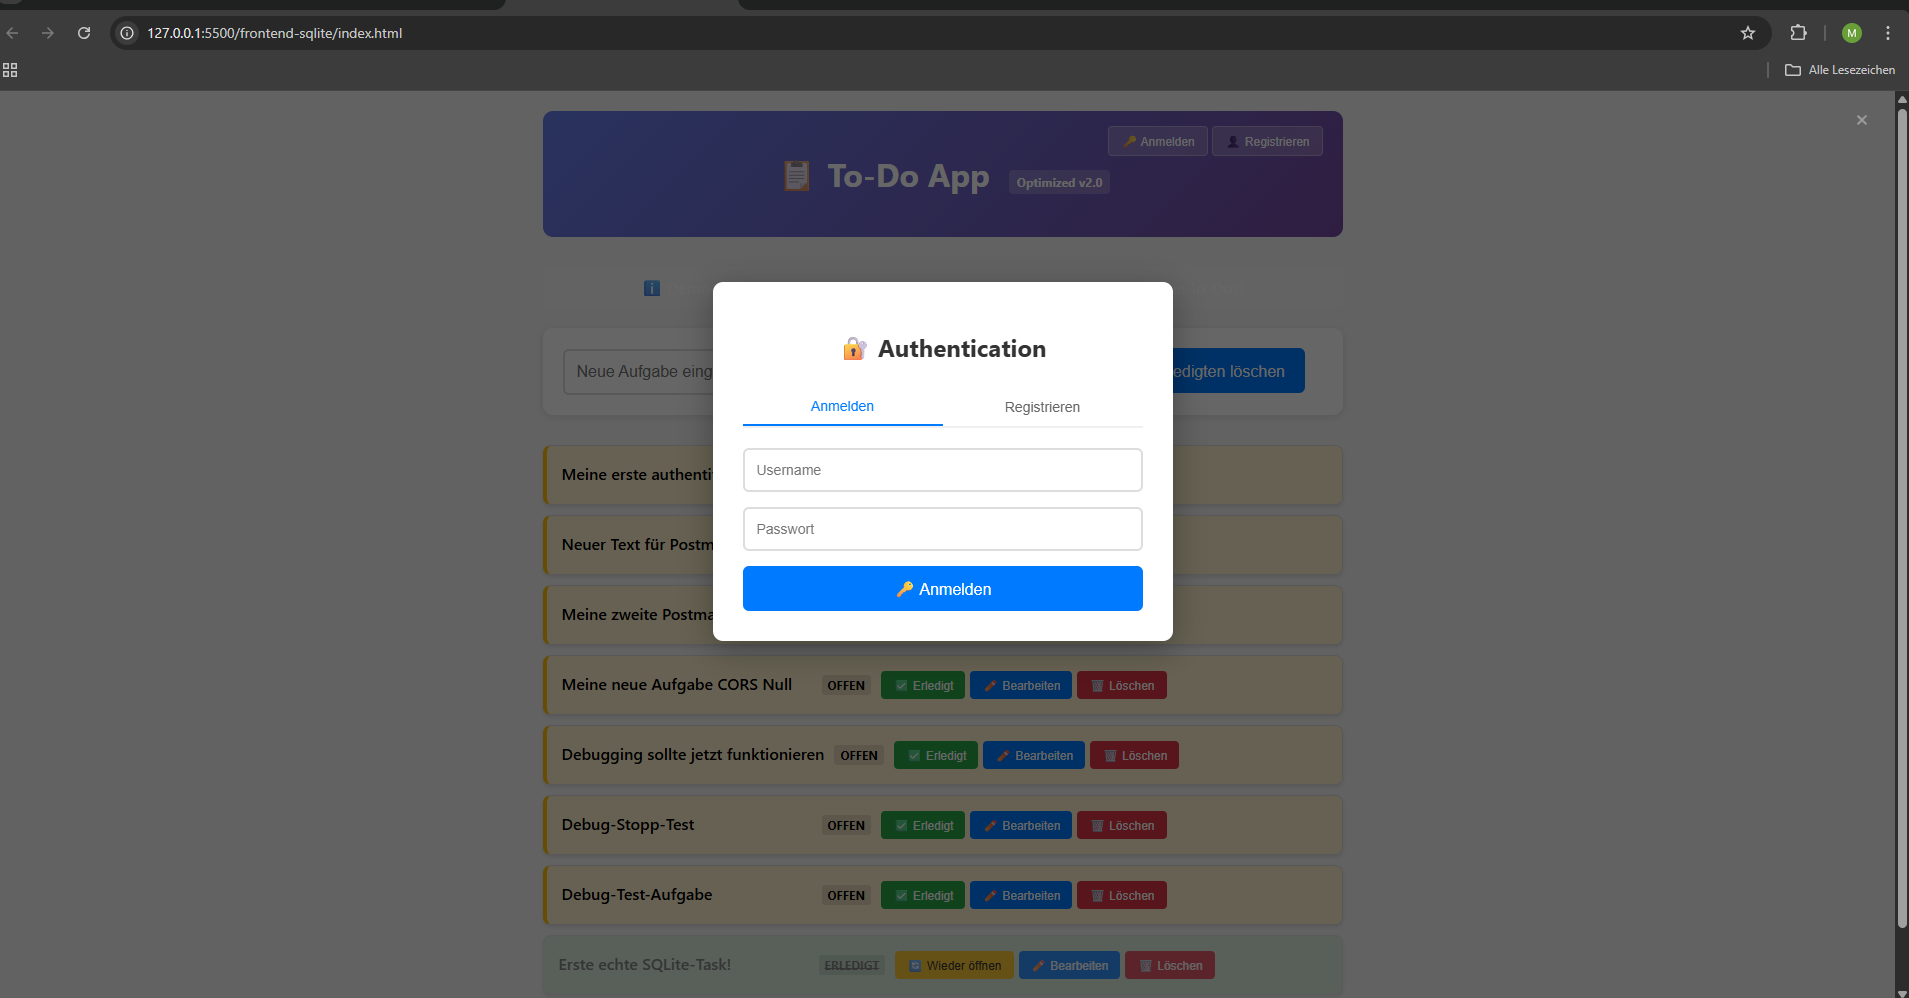 127.0.0.1:5500/frontend-sqlite/index.html
M
Alle Lesezeichen
🔑 Anmelden
👤 Registrieren
📋 To-Do App
Optimized v2.0
🔐 Authentication
Anmelden
Registrieren
Username
Passwort
🔑 Anmelden
Neue Aufgabe eing
edigten löschen
Meine erste authenti
Neuer Text für Postm
Meine zweite Postma
Meine neue Aufgabe CORS Null OFFEN ✅ Erledigt Bearbeiten 🗑️ Löschen
Debugging sollte jetzt funktionieren OFFEN ✅ Erledigt Bearbeiten 🗑️ Löschen
Debug-Stopp-Test OFFEN ✅ Erledigt Bearbeiten 🗑️ Löschen
Debug-Test-Aufgabe OFFEN ✅ Erledigt Bearbeiten 🗑️ Löschen
Erste echte SQLite-Task! ERLEDIGT 🔄 Wieder öffnen Bearbeiten 🗑️ Löschen